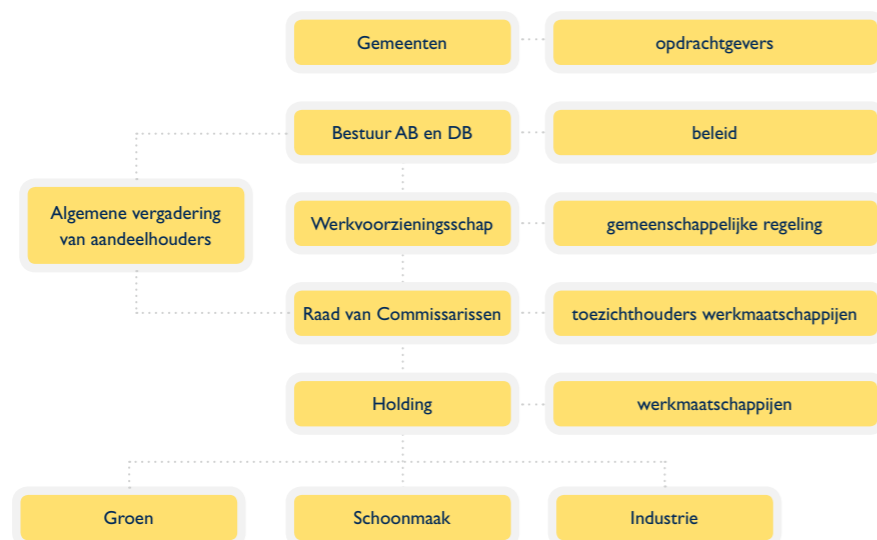 Gemeenten
opdrachtgevers
Bestuur AB en DB
beleid
Algemene vergadering
van aandeelhouders
Werkvoorzieningsschap
gemeenschappelijke regeling
Raad van Commissarissen
toezichthouders werkmaatschappijen
Holding
werkmaatschappijen
Groen
Schoonmaak
Industrie